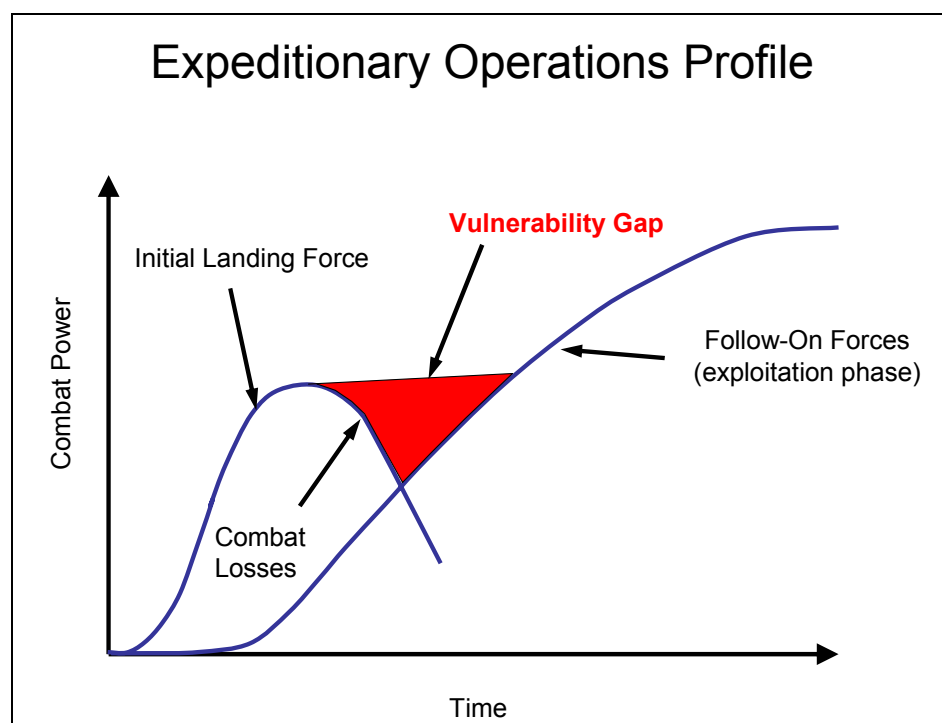 Expeditionary Operations Profile
Vulnerability Gap
Initial Landing Force
Follow-On Forces
(exploitation phase)
Combat Power
Combat
Losses
Time